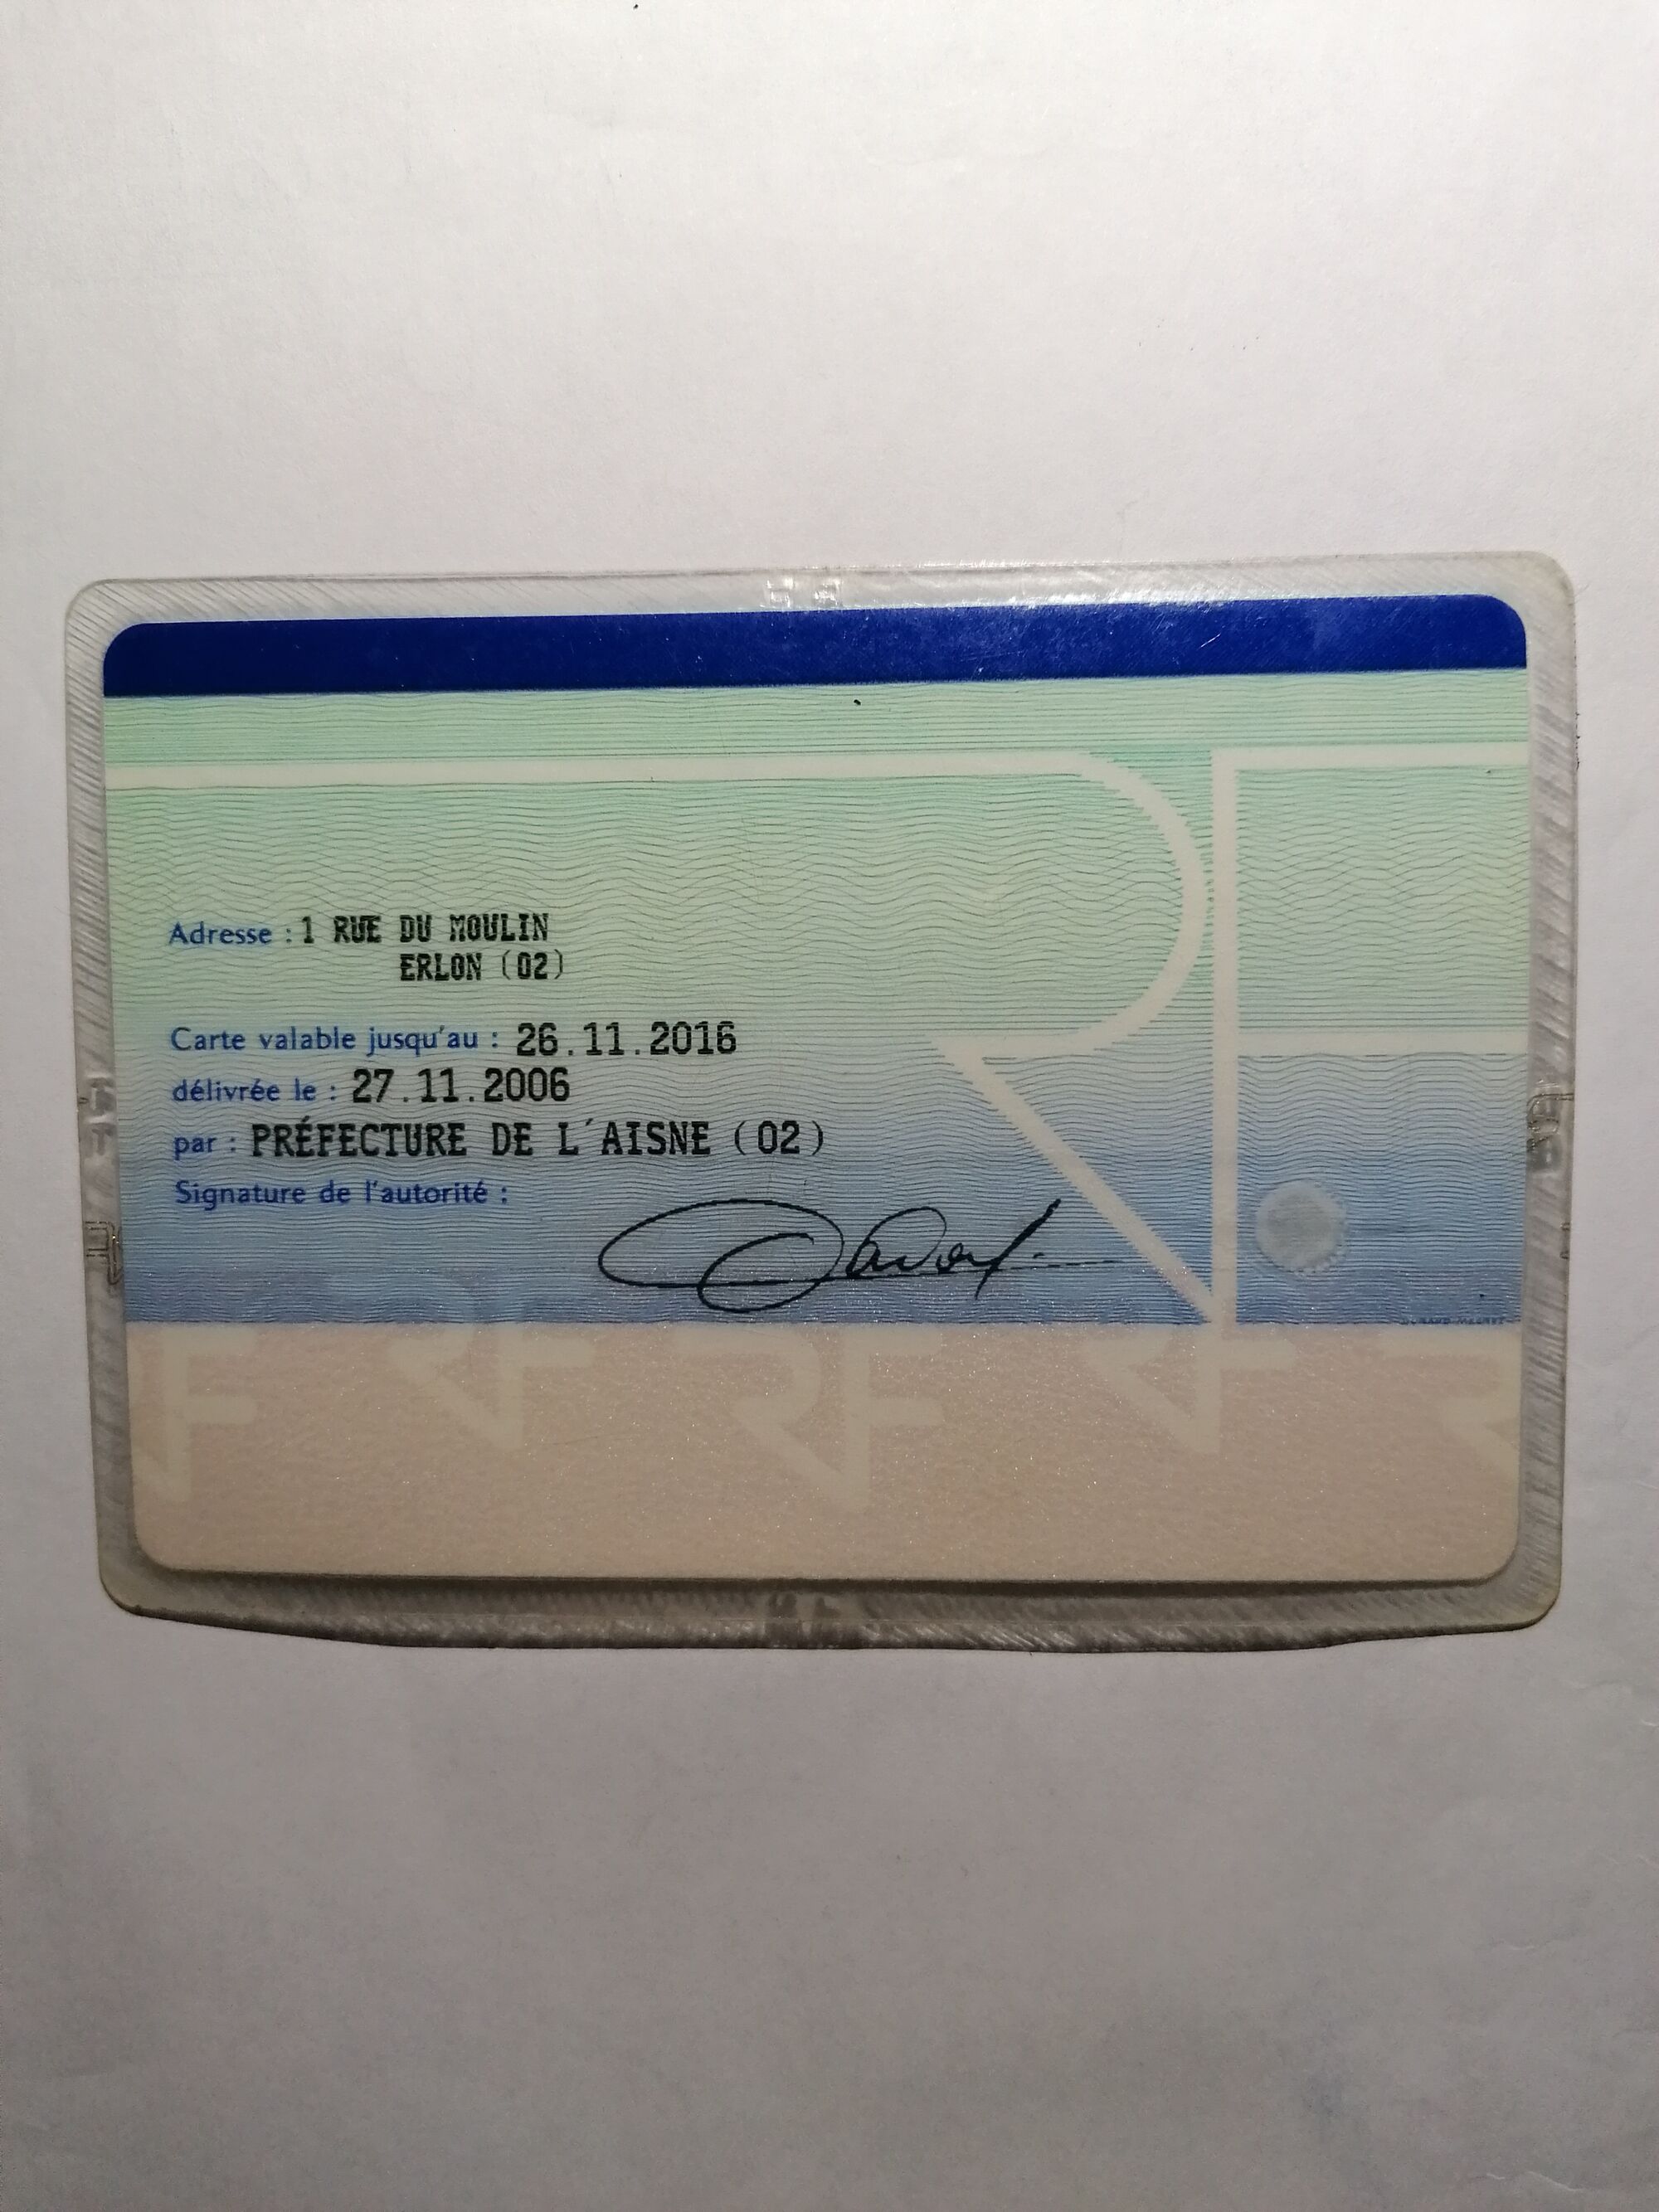 Adresse : 1 RUE DU MOULIN
ERLON (02)
Carte valable jusqu'au : 26.11.2016
délivrée le : 27.11.2006
par : PRÉFECTURE DE L'AISNE (02)
Signature de l'autorité :
RF